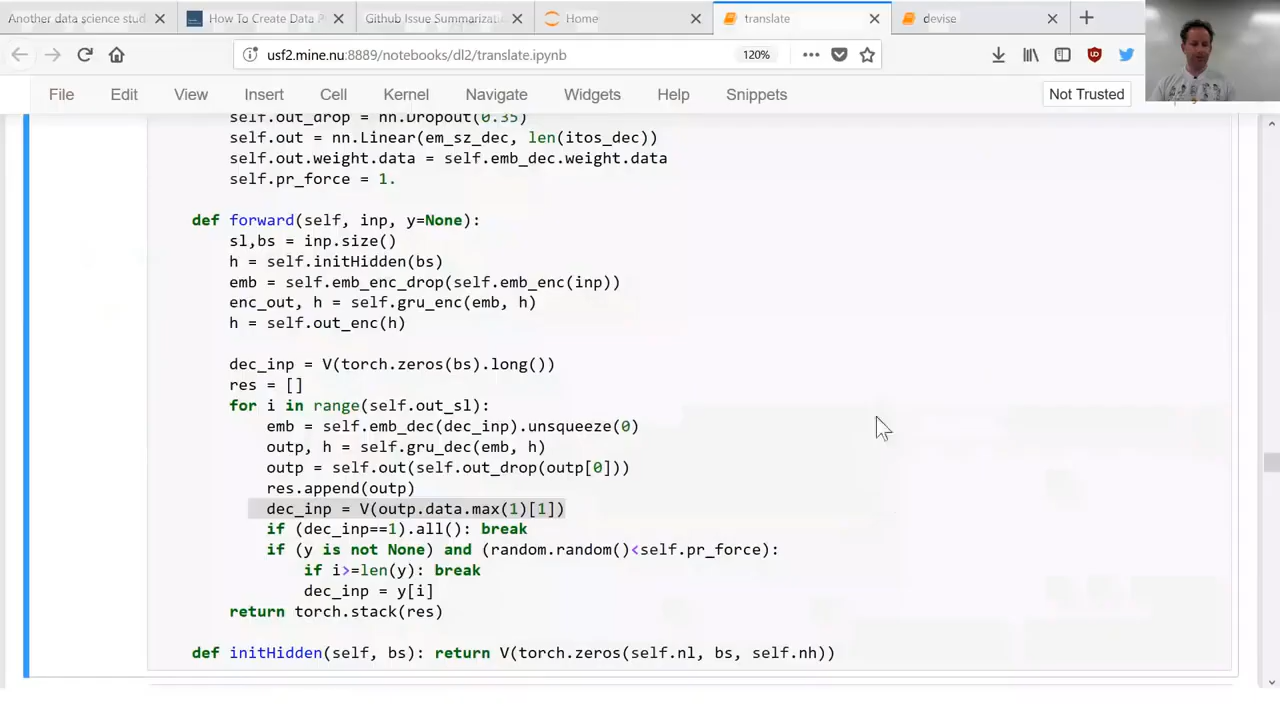 Another data science stud
How To Create Data P
Github Issue Summarizati
Home
translate
devise
usf2.mine.nu:8889/notebooks/dl2/translate.ipynb
120%
File Edit View Insert Cell Kernel Navigate Widgets Help Snippets
Not Trusted
self.out_drop = nn.Dropout(0.35)
self.out = nn.Linear(em_sz_dec, len(itos_dec))
self.out.weight.data = self.emb_dec.weight.data
self.pr_force = 1.
def forward(self, inp, y=None):
sl,bs = inp.size()
h = self.initHidden(bs)
emb = self.emb_enc_drop(self.emb_enc(inp))
enc_out, h = self.gru_enc(emb, h)
h = self.out_enc(h)
dec_inp = V(torch.zeros(bs).long())
res = []
for i in range(self.out_sl):
emb = self.emb_dec(dec_inp).unsqueeze(0)
outp, h = self.gru_dec(emb, h)
outp = self.out(self.out_drop(outp[0]))
res.append(outp)
dec_inp = V(outp.data.max(1)[1])
if (dec_inp==1).all(): break
if (y is not None) and (random.random()<self.pr_force):
if i>=len(y): break
dec_inp = y[i]
return torch.stack(res)
def initHidden(self, bs): return V(torch.zeros(self.nl, bs, self.nh))